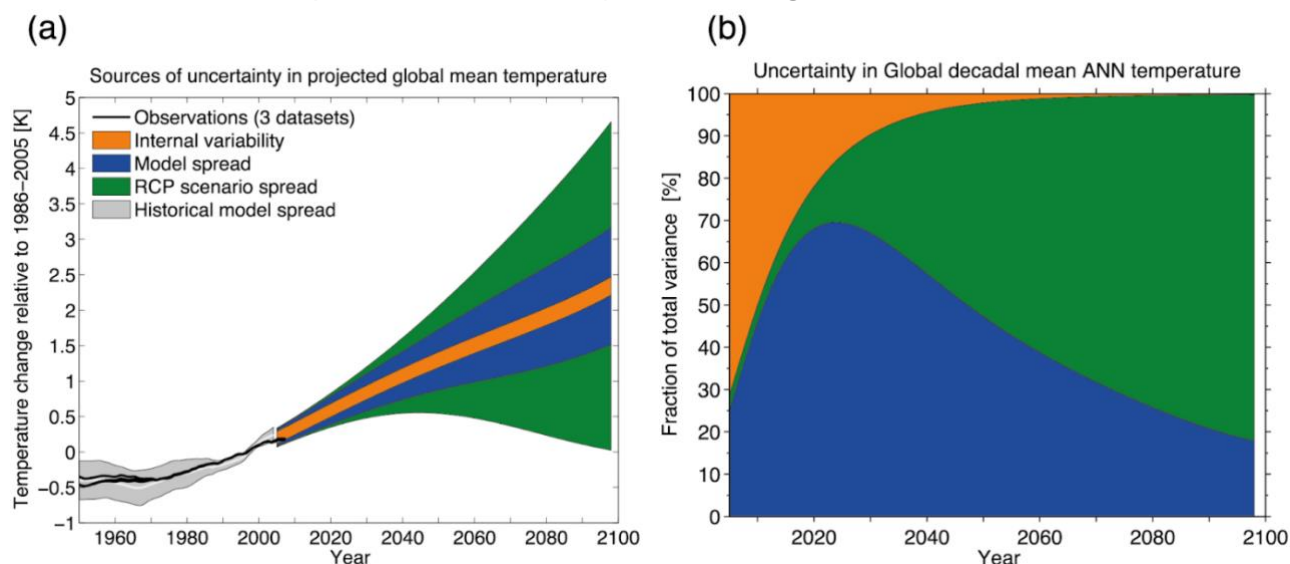 (a)
Sources of uncertainty in projected global mean temperature
Temperature change relative to 1986–2005 [K]
5
4.5
4
3.5
3
2.5
2
1.5
1
0.5
0
−0.5
−1
Observations (3 datasets)
Internal variability
Model spread
RCP scenario spread
Historical model spread
1960 1980 2000 2020 2040 2060 2080 2100
Year
(b)
Uncertainty in Global decadal mean ANN temperature
Fraction of total variance [%]
100
90
80
70
60
50
40
30
20
10
0
2020 2040 2060 2080 2100
Year